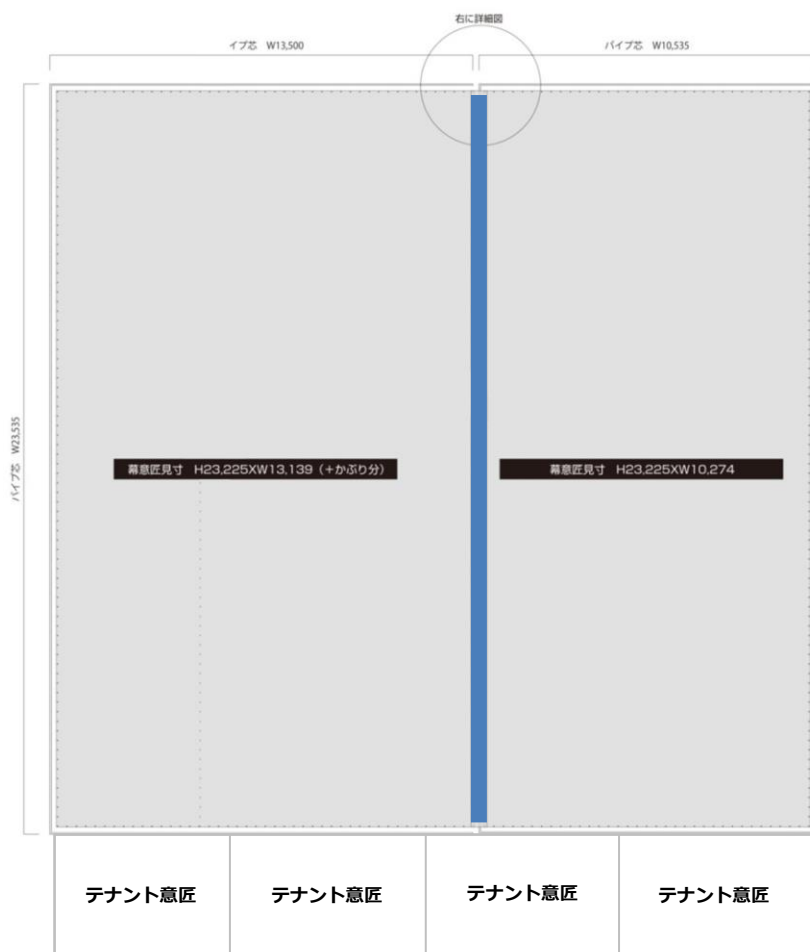 右に詳細図
イプ芯 W13,500
パイプ芯 W10,535
パイプ芯 W23,535
幕意匠見寸 H23,225XW13,139（+かぶり分）
幕意匠見寸 H23,225XW10,274
テナント意匠
テナント意匠
テナント意匠
テナント意匠